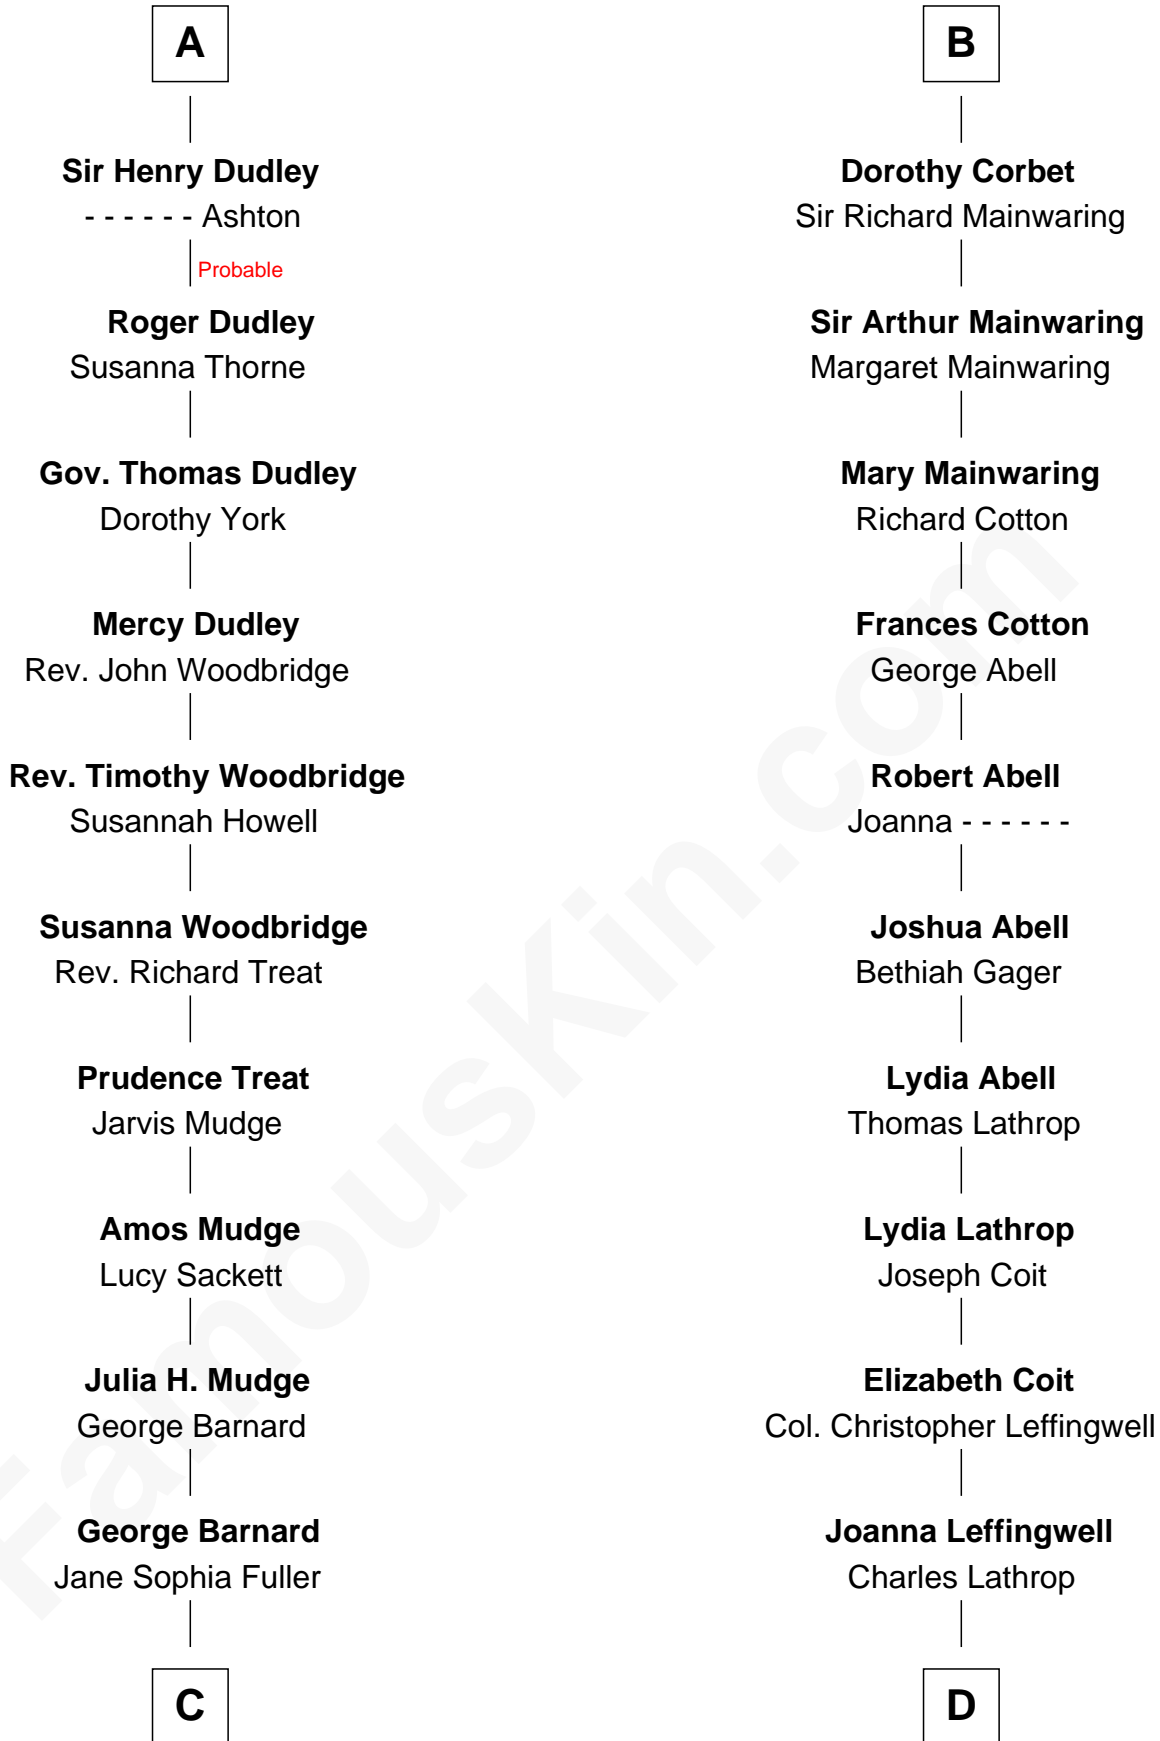 A
Sir Henry Dudley
- - - - - - Ashton
Probable
Roger Dudley
Susanna Thorne
Gov. Thomas Dudley
Dorothy York
Mercy Dudley
Rev. John Woodbridge
Rev. Timothy Woodbridge
Susannah Howell
Susanna Woodbridge
Rev. Richard Treat
Prudence Treat
Jarvis Mudge
Amos Mudge
Lucy Sackett
Julia H. Mudge
George Barnard
George Barnard
Jane Sophia Fuller
C
B
Dorothy Corbet
Sir Richard Mainwaring
Sir Arthur Mainwaring
Margaret Mainwaring
Mary Mainwaring
Richard Cotton
Frances Cotton
George Abell
Robert Abell
Joanna - - - - - -
Joshua Abell
Bethiah Gager
Lydia Abell
Thomas Lathrop
Lydia Lathrop
Joseph Coit
Elizabeth Coit
Col. Christopher Leffingwell
Joanna Leffingwell
Charles Lathrop
D
FamousKin.com